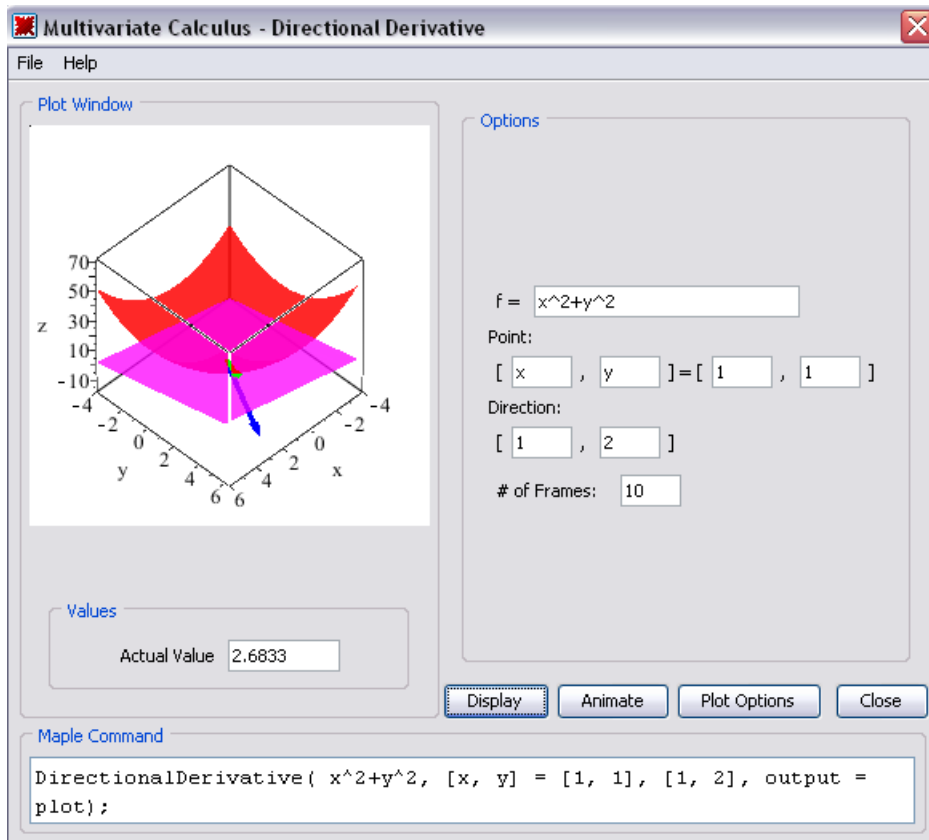 Multivariate Calculus - Directional Derivative
File Help
Plot Window
70
50
30
z
10
-10
-4
-2
0
y
2
4
6
6
4
2
x
0
-2
-4
Values
Actual Value 2.6833
Options
f = x^2+y^2
Point:
[ x , y ]=[ 1 , 1 ]
Direction:
[ 1 , 2 ]
# of Frames: 10
Display Animate Plot Options Close
Maple Command
DirectionalDerivative( x^2+y^2, [x, y] = [1, 1], [1, 2], output =
plot);